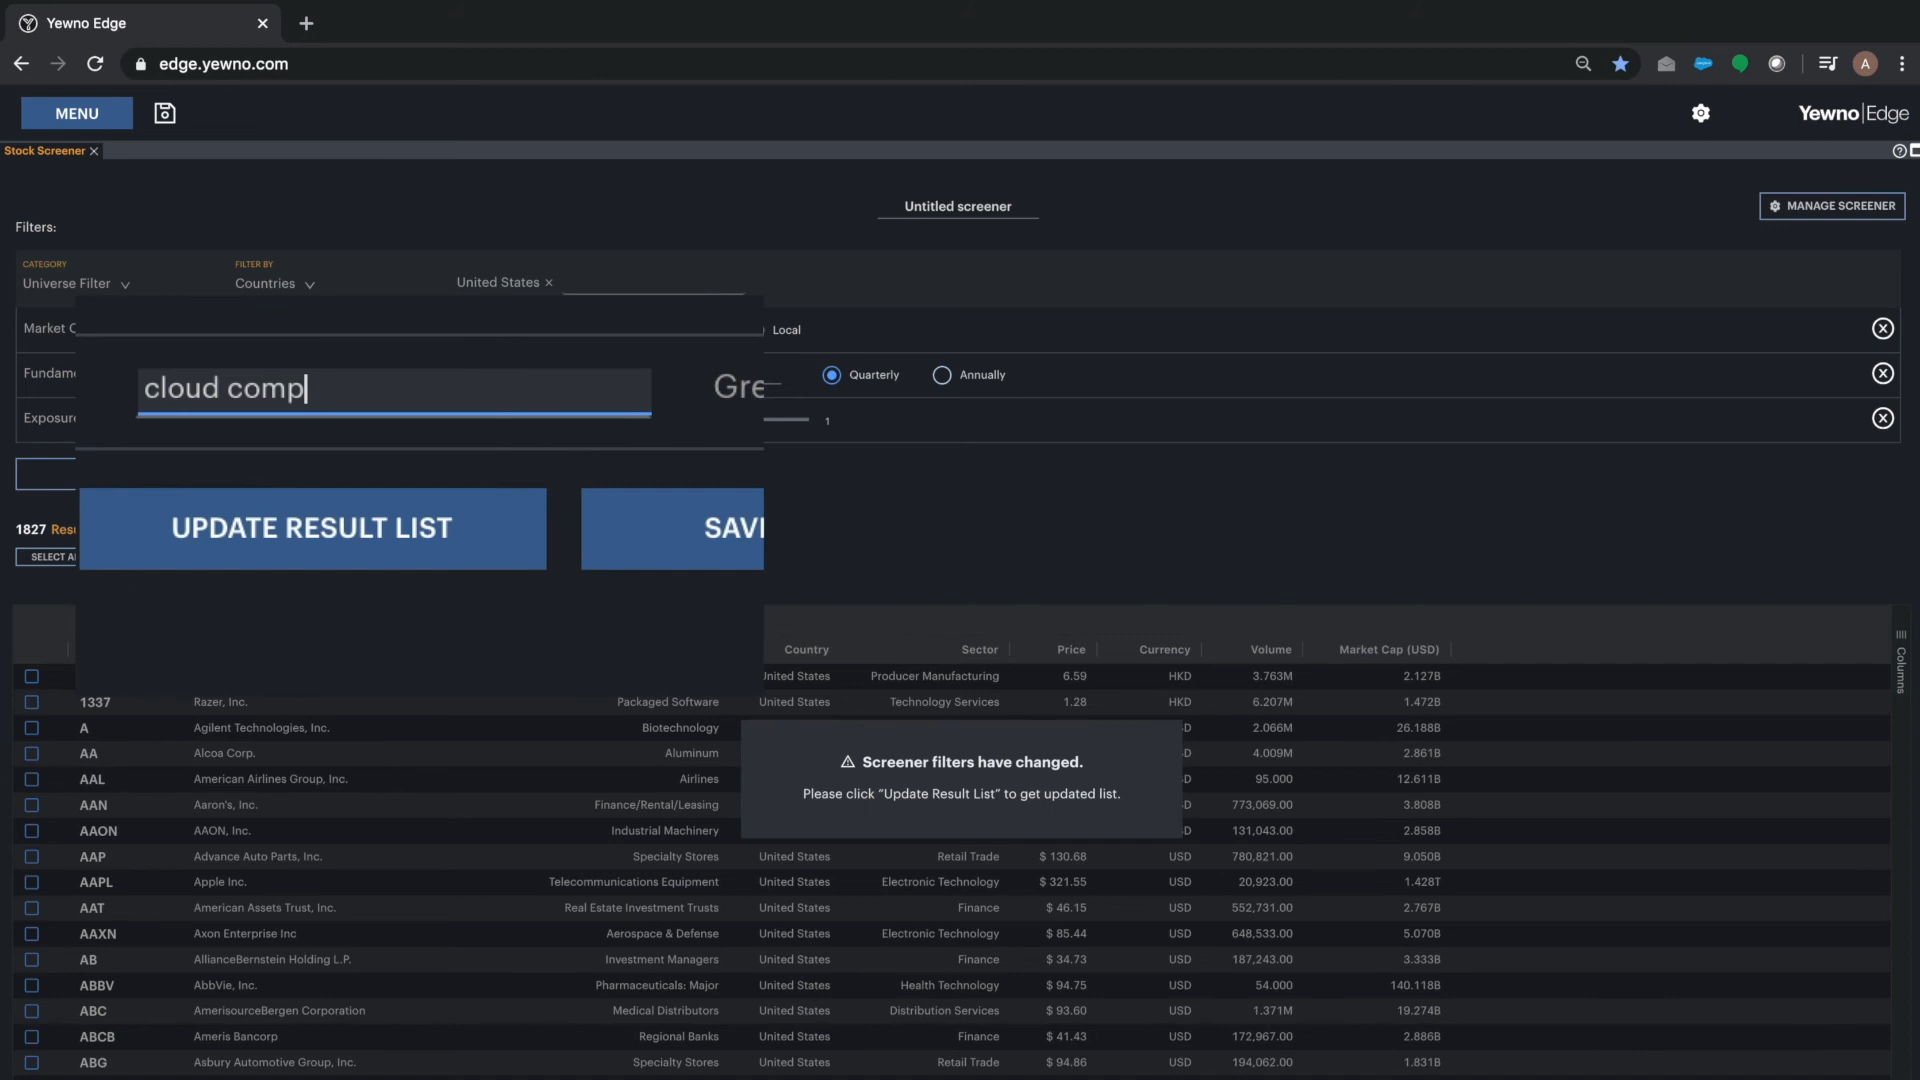 Yewno Edge
edge.yewno.com
A
MENU
Yewno|Edge
Stock Screener
Untitled screener
MANAGE SCREENER
Filters:
CATEGORY
FILTER BY
Universe Filter
Countries
United States ×
Market C
Local
cloud comp
Gre
Fundame
Quarterly
Annually
Exposure
1
UPDATE RESULT LIST
SAVE
1827 Resu
SELECT A
Country Sector Price Currency Volume Market Cap (USD)
Columns
United States Producer Manufacturing 6.59 HKD 3.763M 2.127B
1337 Razer, Inc. Packaged Software United States Technology Services 1.28 HKD 6.207M 1.472B
A Agilent Technologies, Inc. Biotechnology D 2.066M 26.188B
AA Alcoa Corp. Aluminum D 4.009M 2.861B
Screener filters have changed.
AAL American Airlines Group, Inc. Airlines D 95.000 12.611B
Please click “Update Result List” to get updated list.
AAN Aaron's, Inc. Finance/Rental/Leasing D 773,069.00 3.808B
AAON AAON, Inc. Industrial Machinery D 131,043.00 2.858B
AAP Advance Auto Parts, Inc. Specialty Stores United States Retail Trade $ 130.68 USD 780,821.00 9.050B
AAPL Apple Inc. Telecommunications Equipment United States Electronic Technology $ 321.55 USD 20,923.00 1.428T
AAT American Assets Trust, Inc. Real Estate Investment Trusts United States Finance $ 46.15 USD 552,731.00 2.767B
AAXN Axon Enterprise Inc Aerospace & Defense United States Electronic Technology $ 85.44 USD 648,533.00 5.070B
AB AllianceBernstein Holding L.P. Investment Managers United States Finance $ 34.73 USD 187,243.00 3.333B
ABBV AbbVie, Inc. Pharmaceuticals: Major United States Health Technology $ 94.75 USD 54.000 140.118B
ABC AmerisourceBergen Corporation Medical Distributors United States Distribution Services $ 93.60 USD 1.371M 19.274B
ABCB Ameris Bancorp Regional Banks United States Finance $ 41.43 USD 172,967.00 2.886B
ABG Asbury Automotive Group, Inc. Specialty Stores United States Retail Trade $ 94.86 USD 194,062.00 1.831B